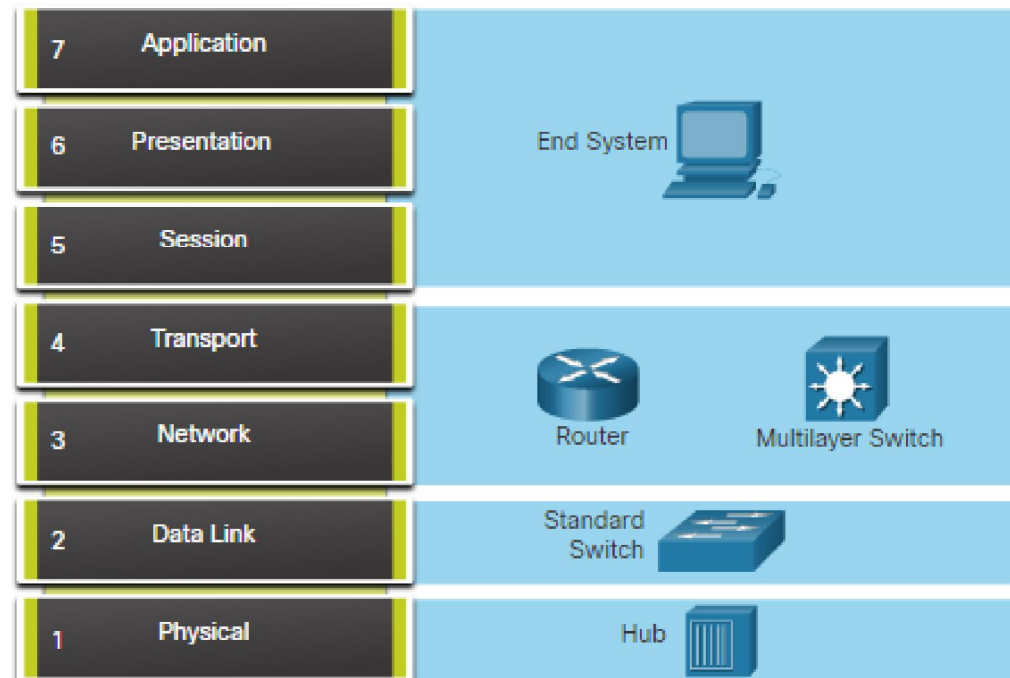 7 Application
6 Presentation
End System
5 Session
4 Transport
3 Network
Router
Multilayer Switch
2 Data Link
Standard
Switch
1 Physical
Hub